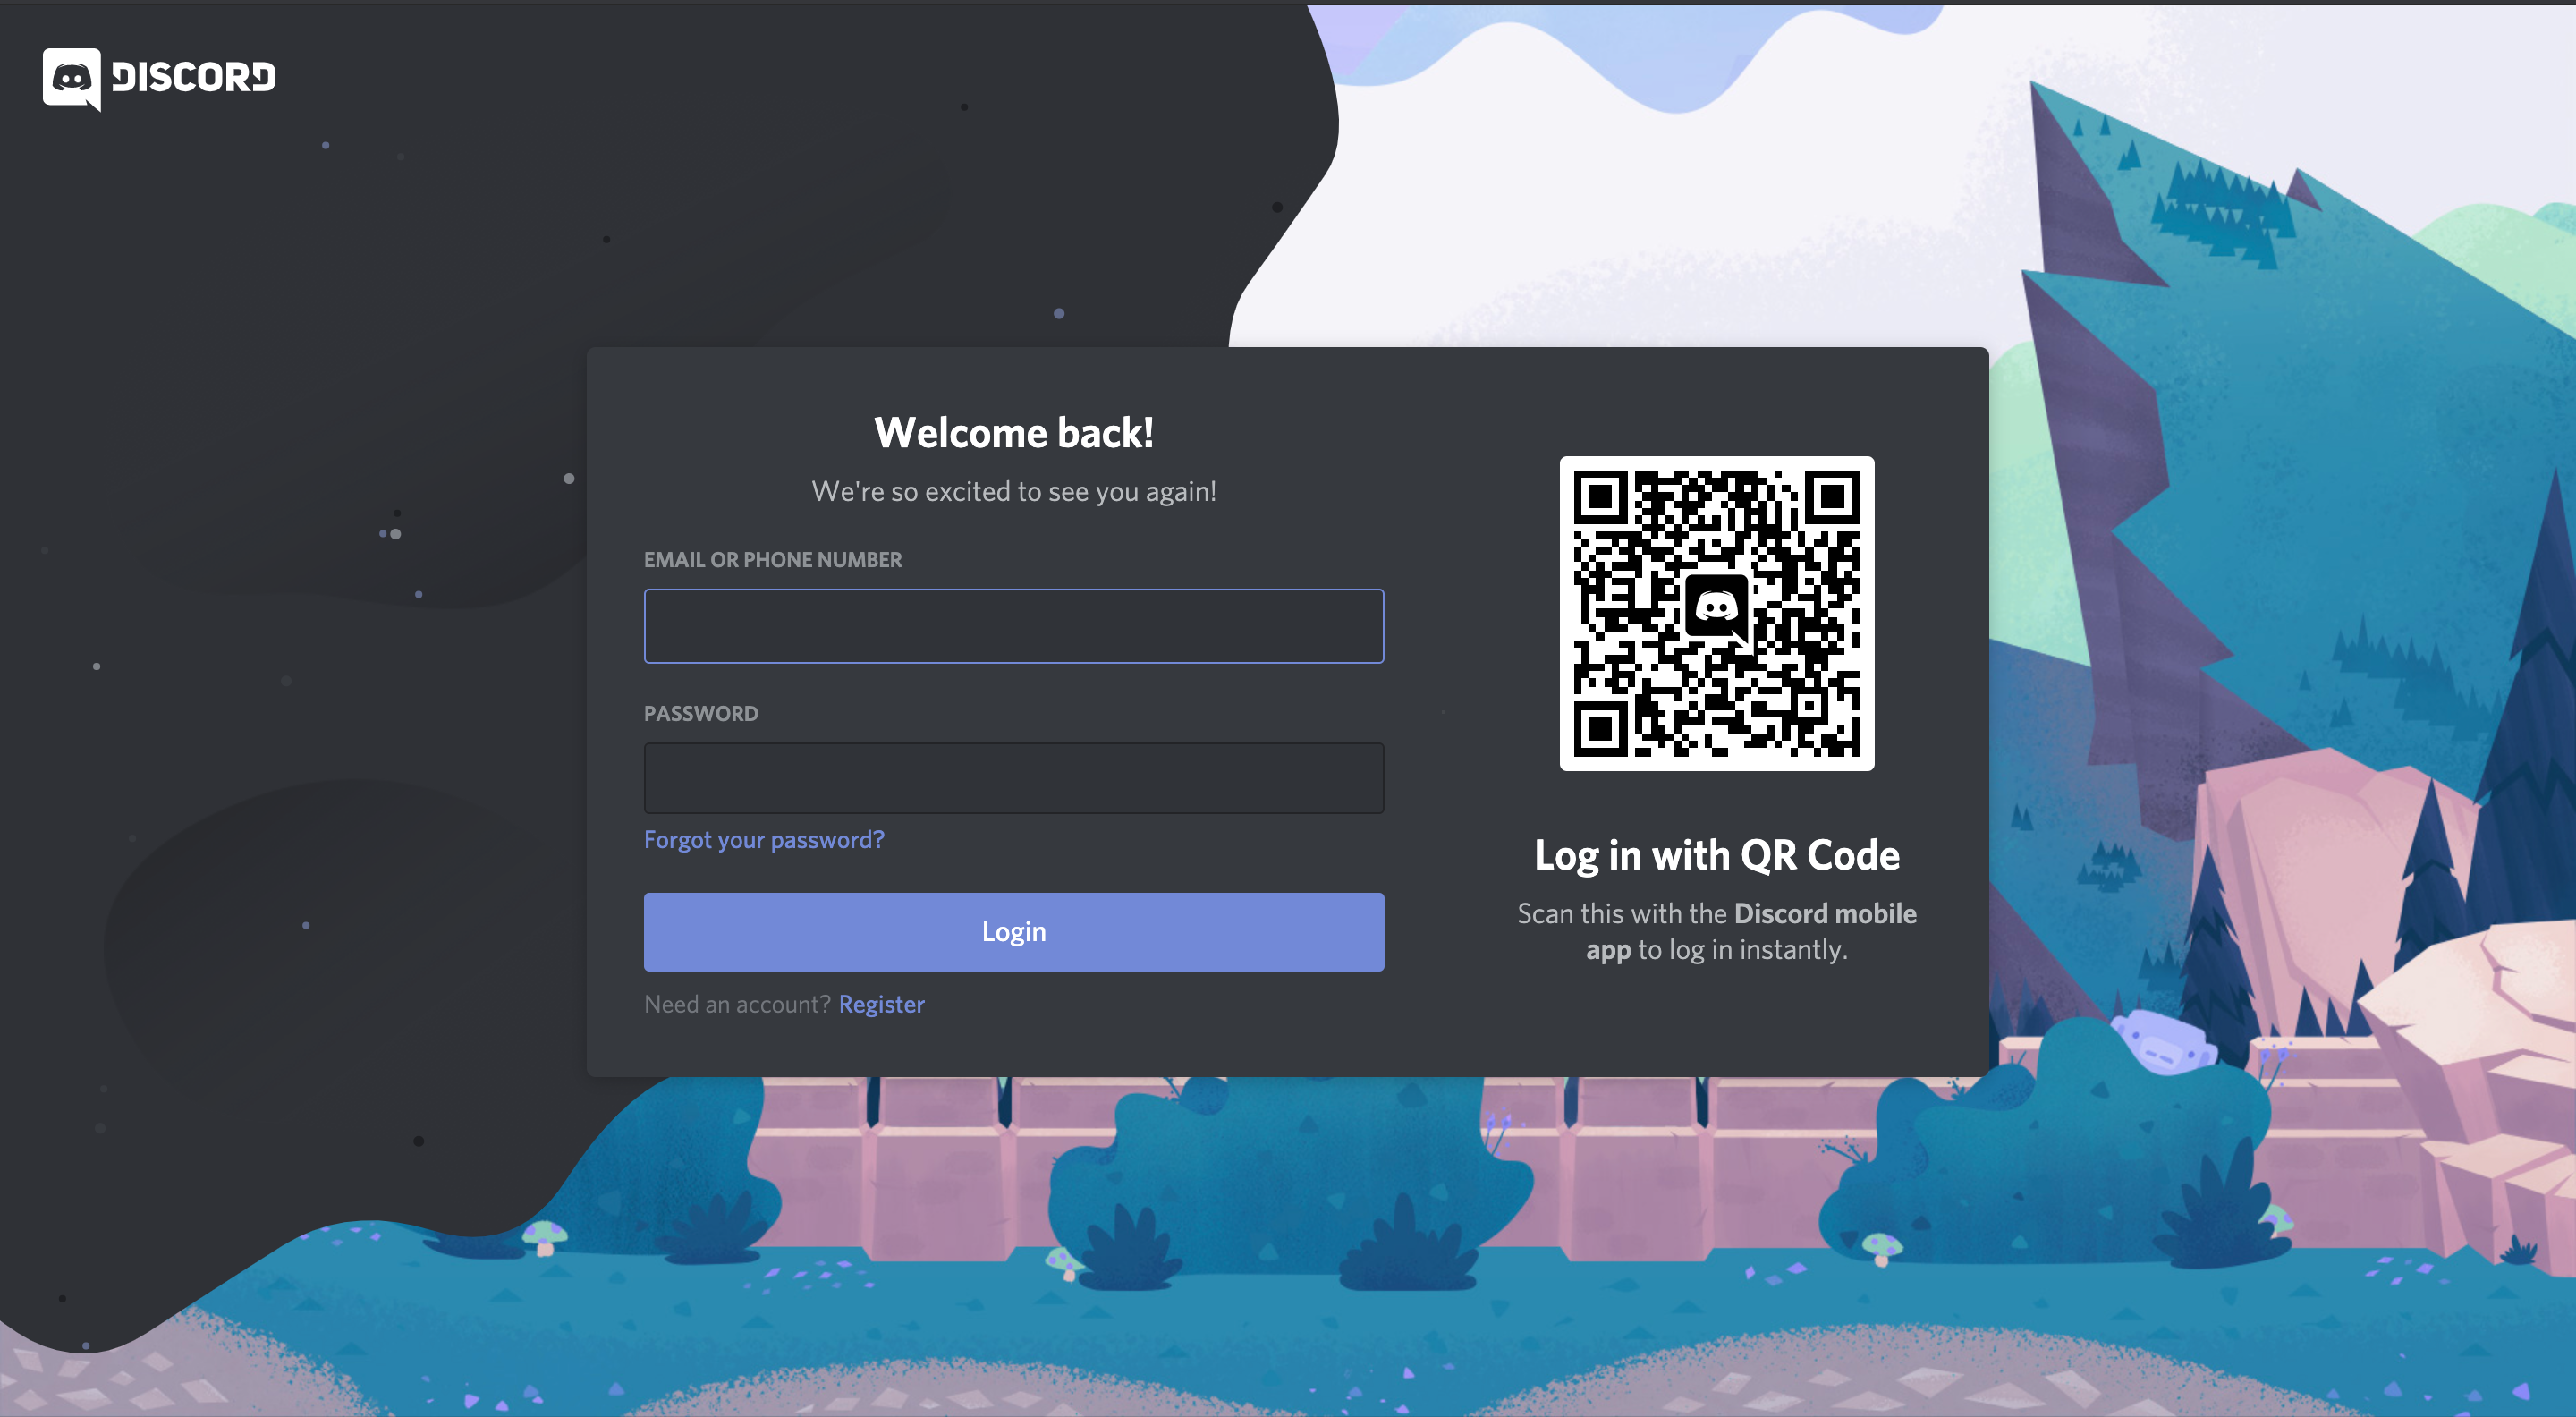 DISCORD
Welcome back!
We're so excited to see you again!
EMAIL OR PHONE NUMBER
PASSWORD
Forgot your password?
Login
Need an account? Register
Log in with QR Code
Scan this with the Discord mobile
app to log in instantly.